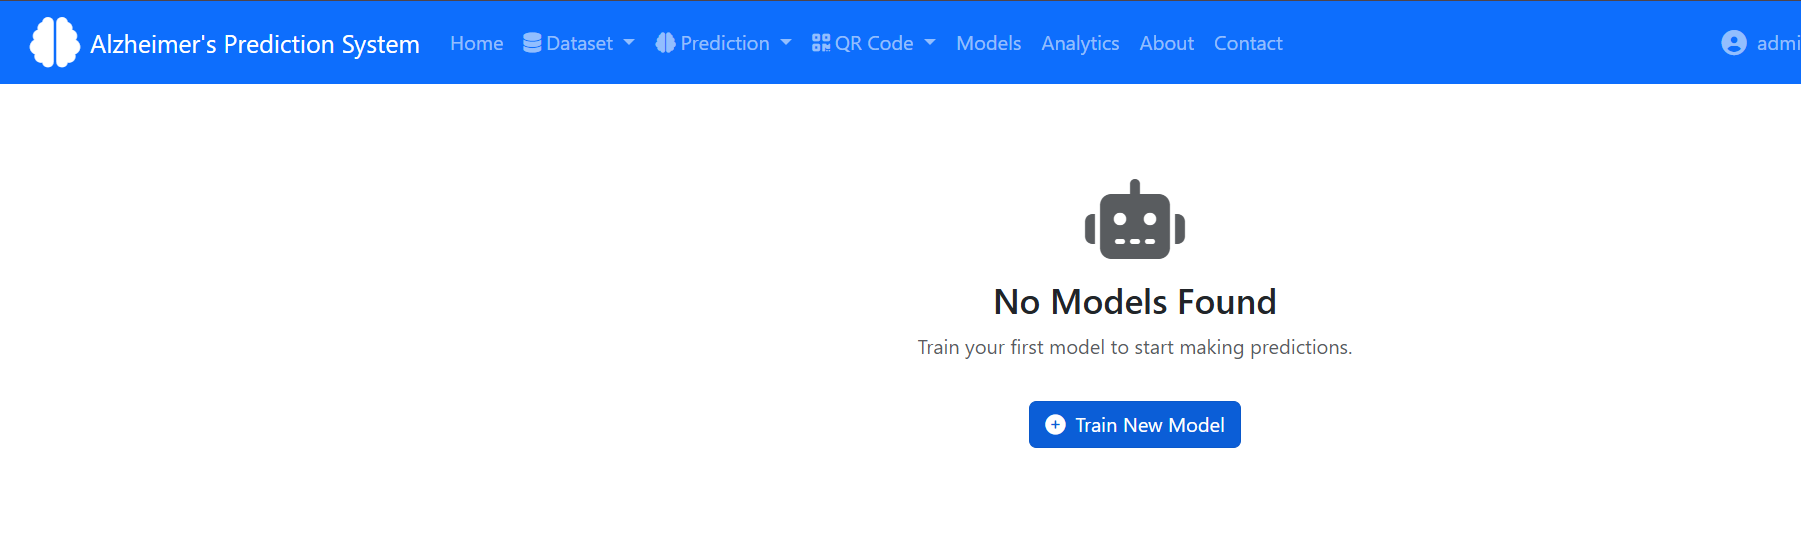 Alzheimer's Prediction System Home Dataset Prediction QR Code Models Analytics About Contact admi
No Models Found
Train your first model to start making predictions.
Train New Model